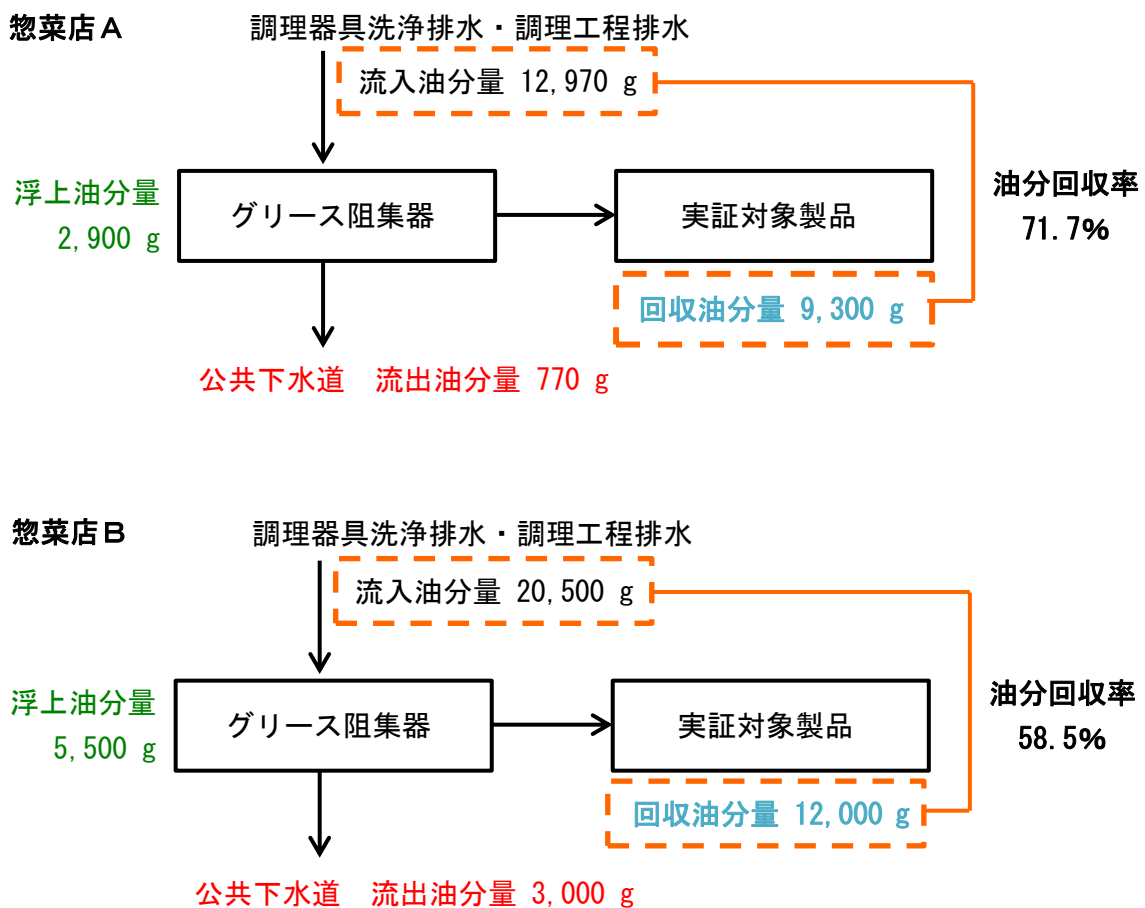 惣菜店A
調理器具洗浄排水・調理工程排水
流入油分量 12,970 g
浮上油分量
2,900 g
グリース阻集器
実証対象製品
油分回収率
71.7%
回収油分量 9,300 g
公共下水道　流出油分量 770 g
惣菜店B
調理器具洗浄排水・調理工程排水
流入油分量 20,500 g
浮上油分量
5,500 g
グリース阻集器
実証対象製品
油分回収率
58.5%
回収油分量 12,000 g
公共下水道　流出油分量 3,000 g